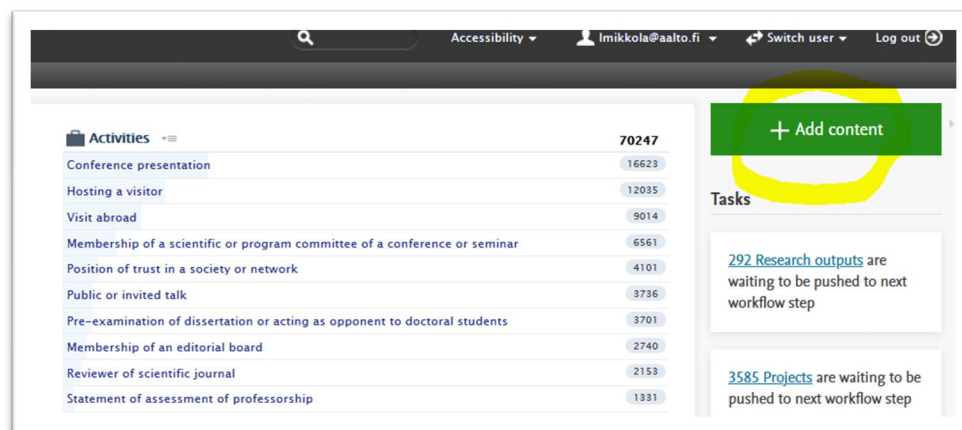 Accessibility lmikkola@aalto.fi Switch user Log out
Activities 70247
Conference presentation 16623
Hosting a visitor 12035
Visit abroad 9014
Membership of a scientific or program committee of a conference or seminar 6561
Position of trust in a society or network 4101
Public or invited talk 3736
Pre-examination of dissertation or acting as opponent to doctoral students 3701
Membership of an editorial board 2740
Reviewer of scientific journal 2153
Statement of assessment of professorship 1331
+ Add content
Tasks
292 Research outputs are
waiting to be pushed to next
workflow step
3585 Projects are waiting to be
pushed to next workflow step